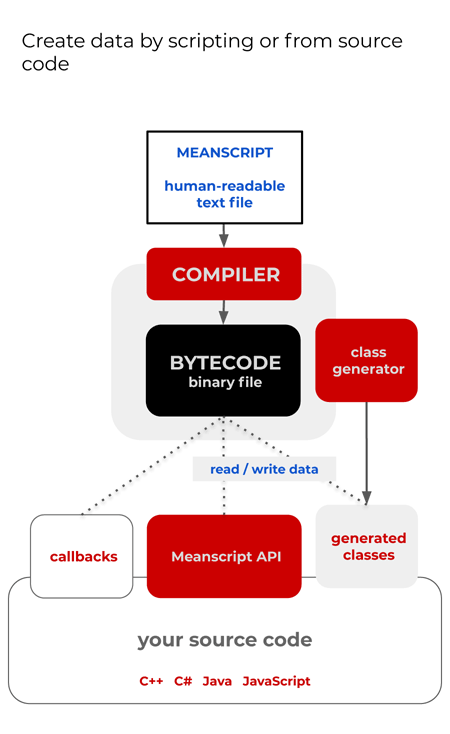 Create data by scripting or from source
code
MEANSCRIPT
human-readable
text file
COMPILER
BYTECODE
binary file
class
generator
read / write data
callbacks
Meanscript API
generated
classes
your source code
C++ C# Java JavaScript